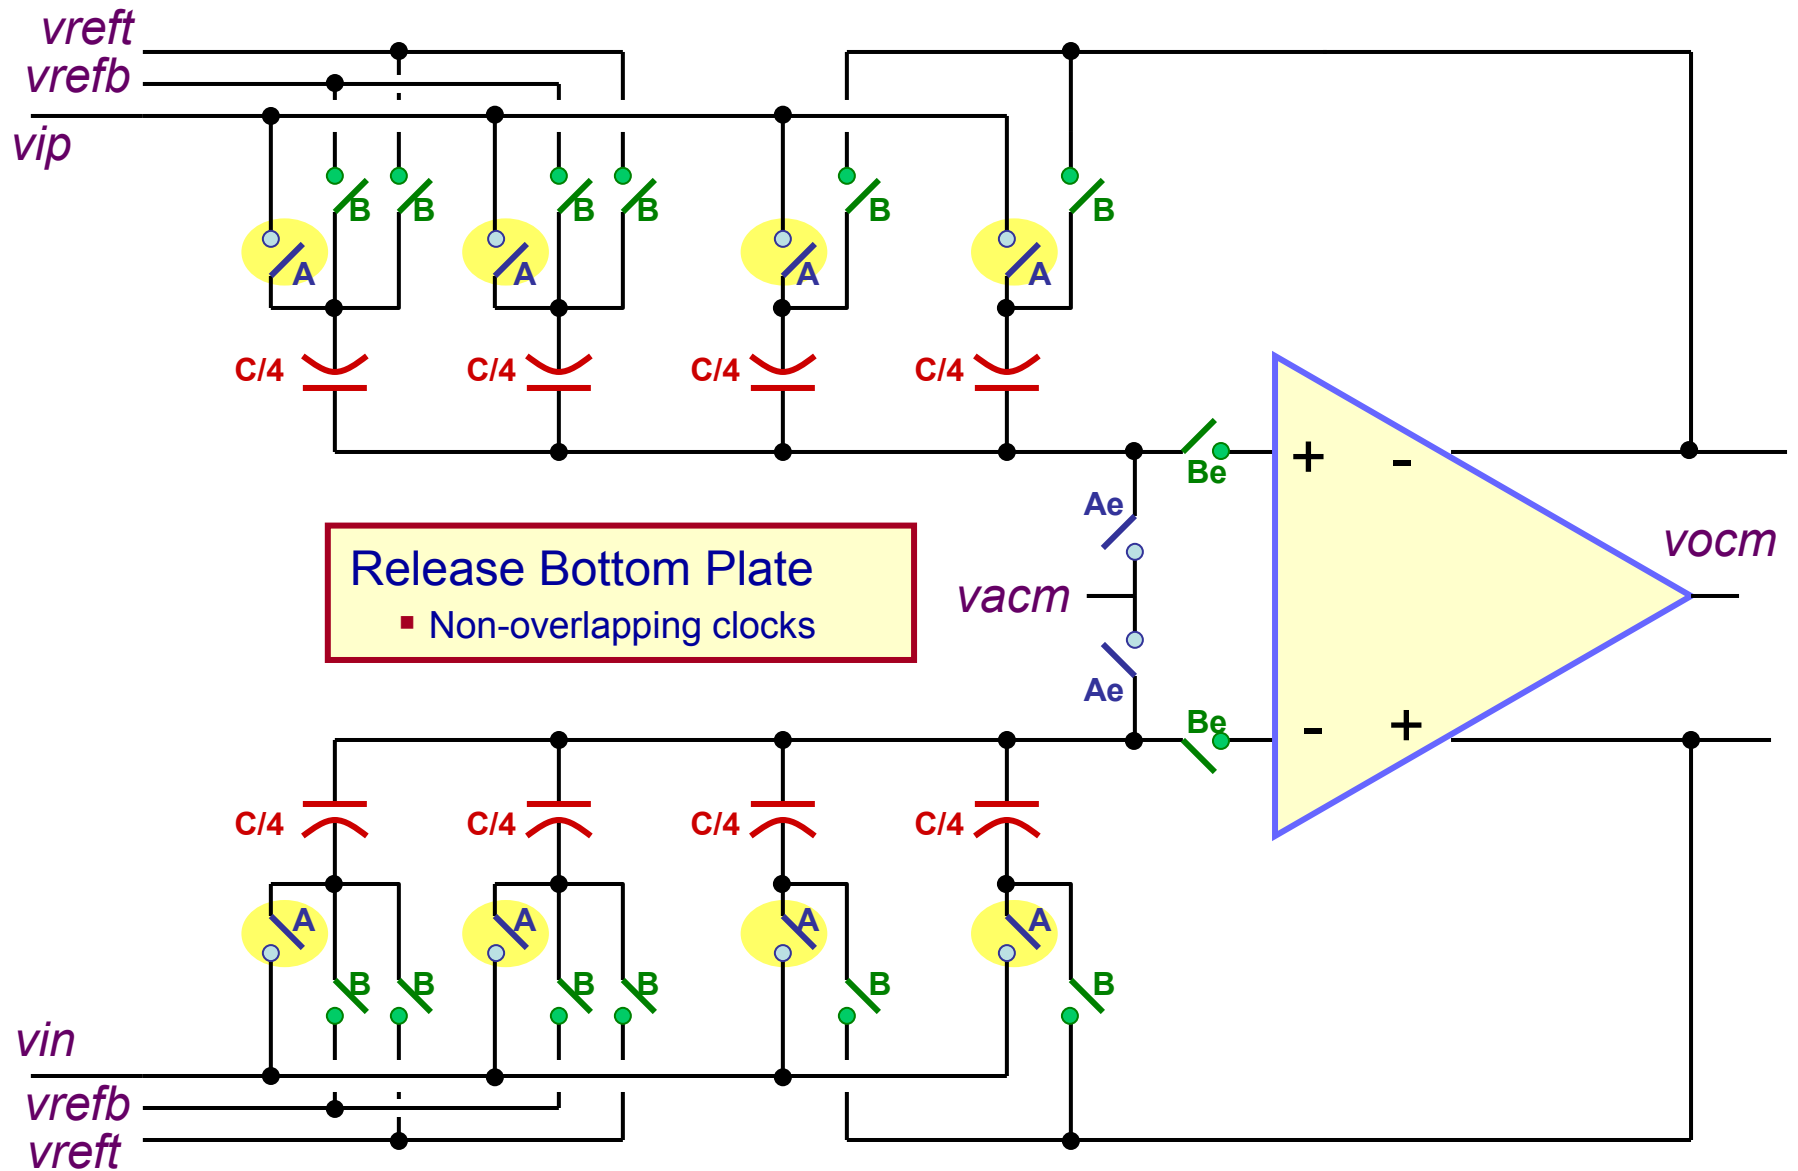 vreft
vrefb
vip
B B B B B B
A A A A
C/4 C/4 C/4 C/4
+ -
Be
Ae
Release Bottom Plate
vocm
vacm
▪ Non-overlapping clocks
Ae
Be
- +
C/4 C/4 C/4 C/4
A A A A
B B B B B B
vin
vrefb
vreft